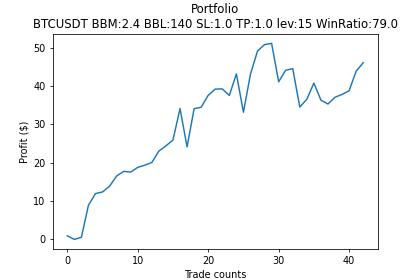 Portfolio
BTCUSDT BBM:2.4 BBL:140 SL:1.0 TP:1.0 lev:15 WinRatio:79.0
50
40
30
20
10
0
Profit ($)
0 10 20 30 40
Trade counts